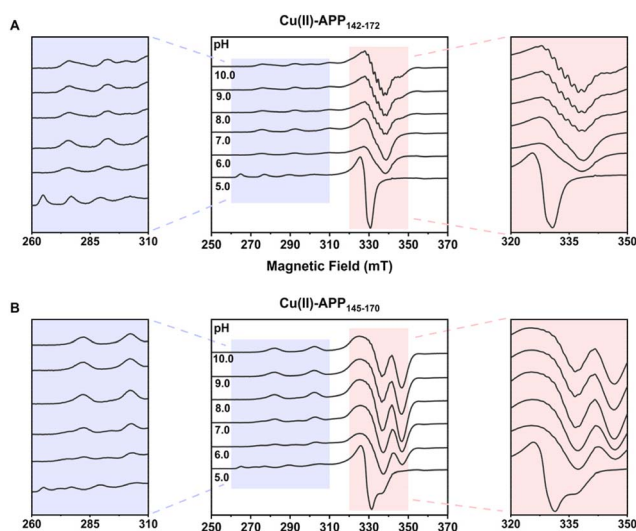 A
Cu(II)-APP142-172
pH
10.0
9.0
8.0
7.0
6.0
5.0
260 285 310
250 270 290 310 330 350 370
320 335 350
Magnetic Field (mT)
B
Cu(II)-APP145-170
pH
10.0
9.0
8.0
7.0
6.0
5.0
260 285 310
250 270 290 310 330 350 370
320 335 350
Magnetic Field (mT)